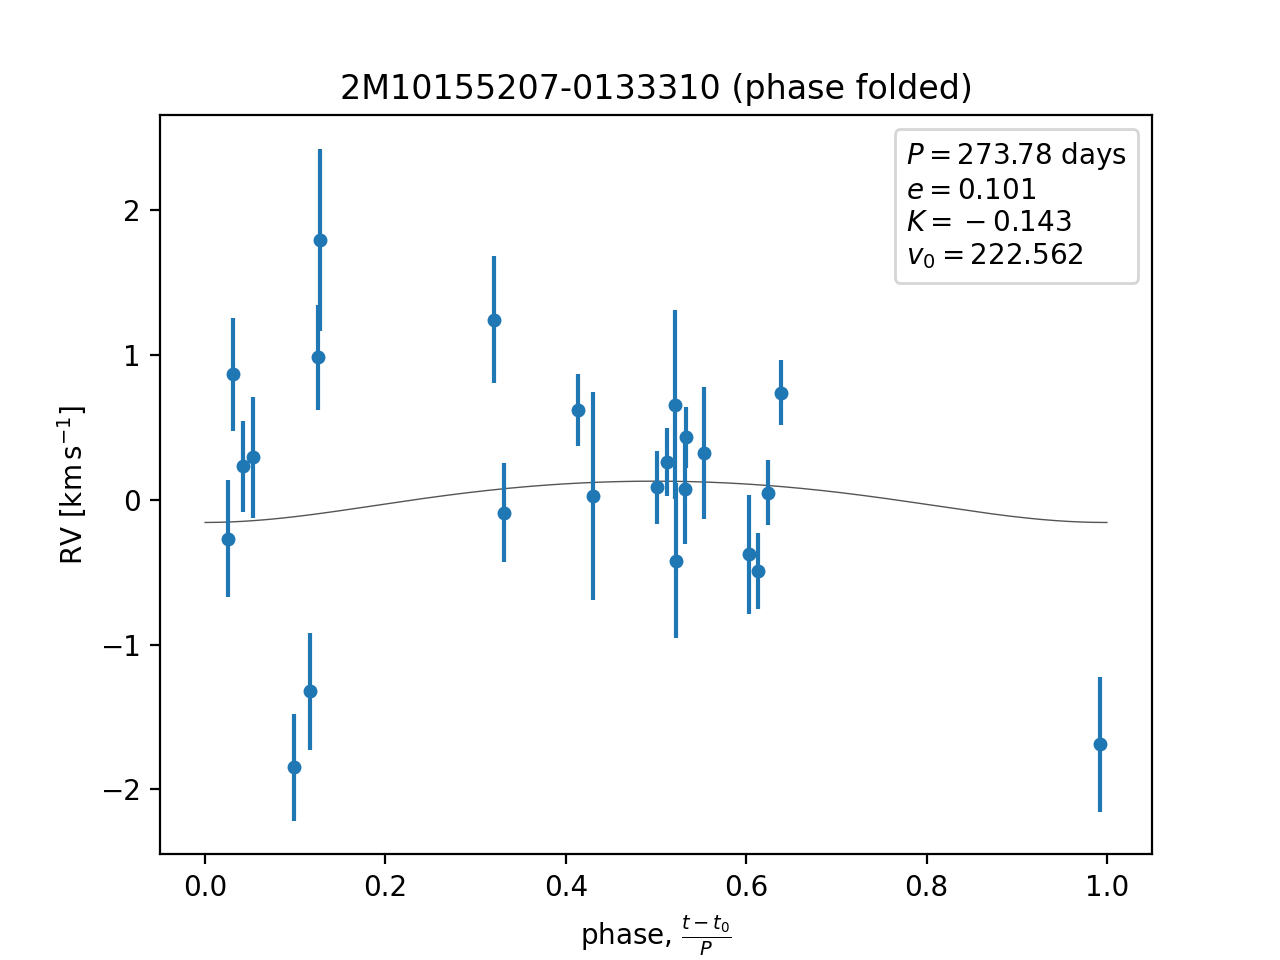 2M10155207-0133310 (phase folded)
P = 273.78 days
e = 0.101
K = −0.143
v₀ = 222.562
2
1
0
−1
−2
RV [km s⁻¹]
0.0 0.2 0.4 0.6 0.8 1.0
phase, (t − t₀)/P